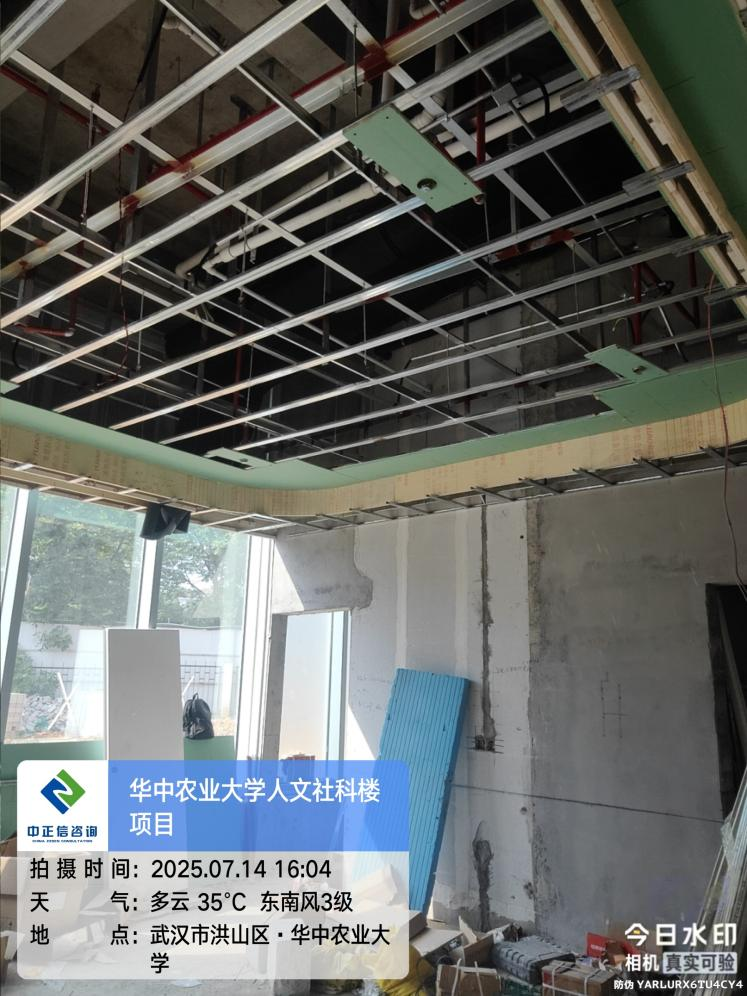 中正信咨询
CHINA ZIXIN CONSULTATION
华中农业大学人文社科楼
项目
拍摄时间: 2025.07.14 16:04
天气: 多云 35°C 东南风3级
地点: 武汉市洪山区·华中农业大
学
今日水印
相机 真实可验
防伪 YARLURX6TU4CY4